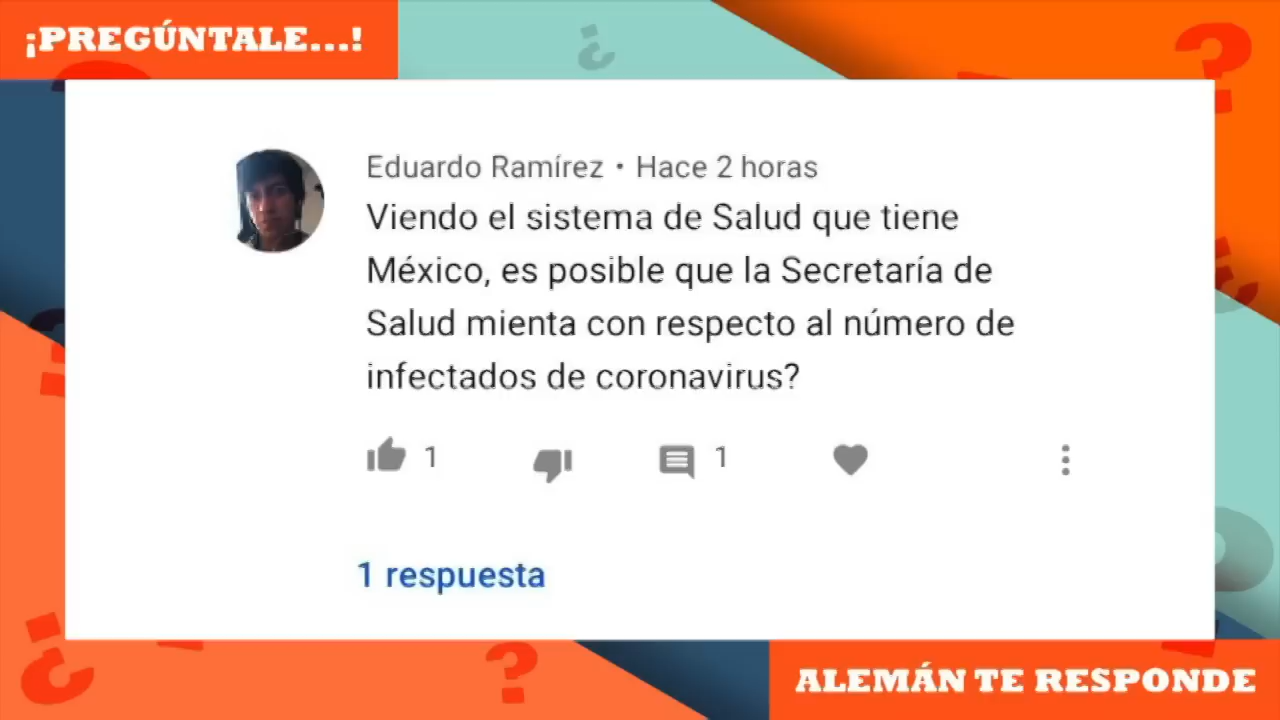 ¡PREGÚNTALE...!
Eduardo Ramírez • Hace 2 horas
Viendo el sistema de Salud que tiene
México, es posible que la Secretaría de
Salud mienta con respecto al número de
infectados de coronavirus?
1 1
1 respuesta
ALEMÁN TE RESPONDE